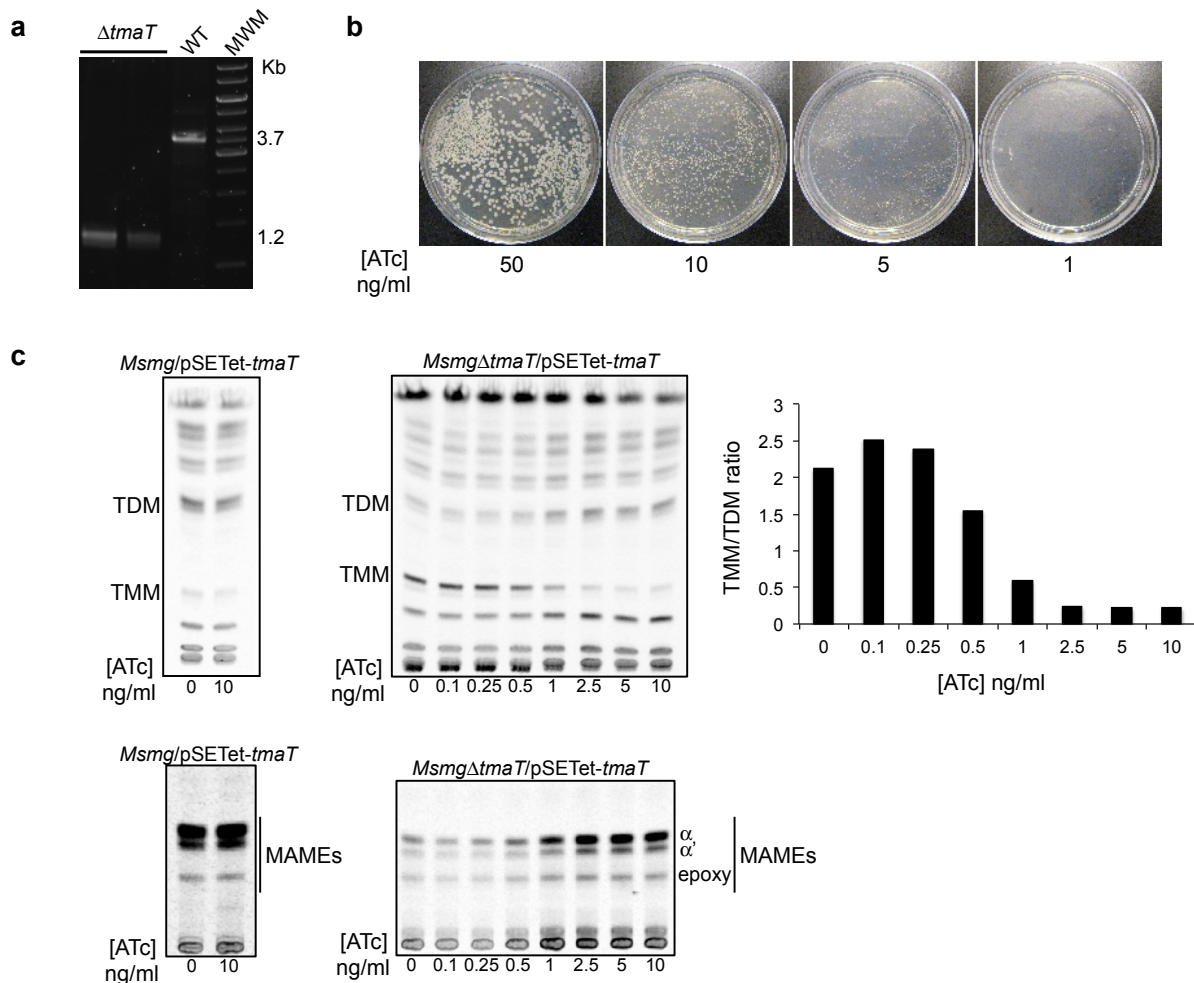 a
ΔtmaT WT MWM
Kb
3.7
1.2
b
[ATc] ng/ml
50 10 5 1
c
Msmg/pSETet-tmaT
TDM
TMM
[ATc] ng/ml
0 10
MsmgΔtmaT/pSETet-tmaT
TDM
TMM
[ATc] ng/ml
0 0.1 0.25 0.5 1 2.5 5 10
TMM/TDM ratio
3
2.5
2
1.5
1
0.5
0
0 0.1 0.25 0.5 1 2.5 5 10
[ATc] ng/ml
Msmg/pSETet-tmaT
MAMEs
[ATc] ng/ml
0 10
MsmgΔtmaT/pSETet-tmaT
α
α'
epoxy
MAMEs
[ATc] ng/ml
0 0.1 0.25 0.5 1 2.5 5 10